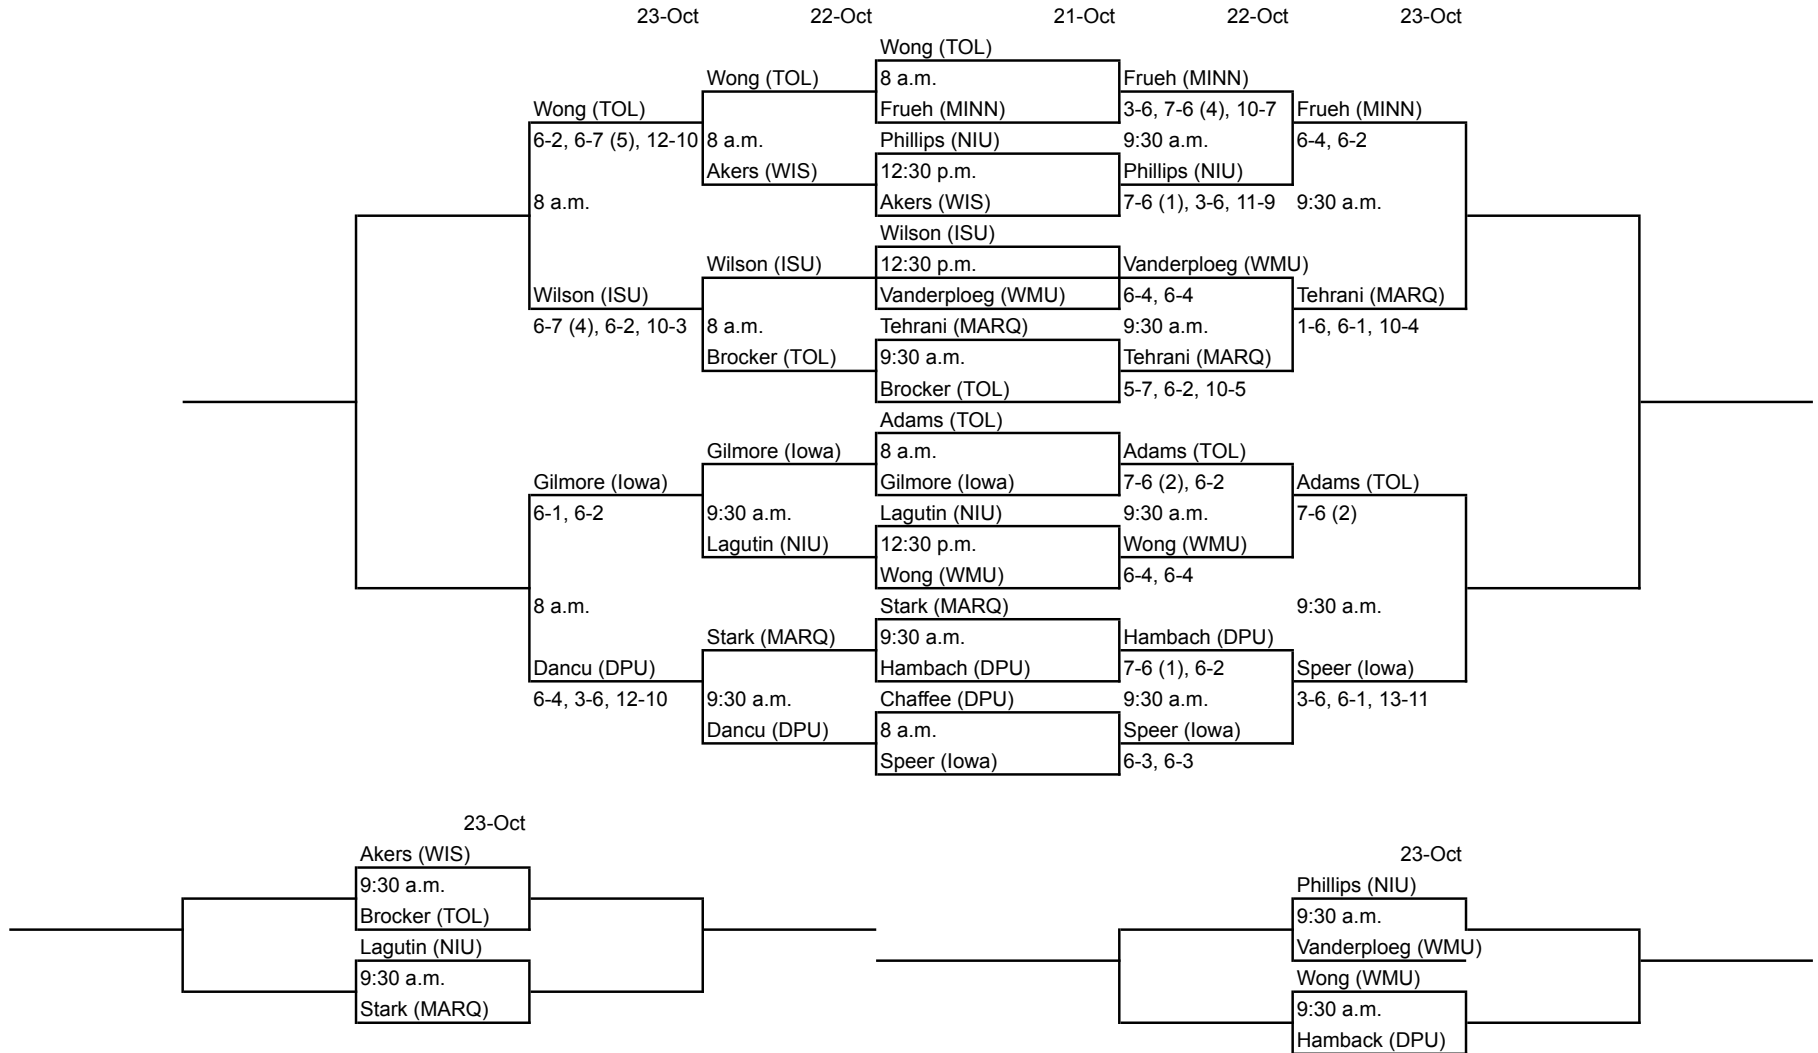 23-Oct 22-Oct 21-Oct 22-Oct 23-Oct
Wong (TOL)
Wong (TOL) 8 a.m. Frueh (MINN)
Wong (TOL) Frueh (MINN) 3-6, 7-6 (4), 10-7 Frueh (MINN)
6-2, 6-7 (5), 12-10 8 a.m. Phillips (NIU) 9:30 a.m. 6-4, 6-2
Akers (WIS) 12:30 p.m. Phillips (NIU)
8 a.m. Akers (WIS) 7-6 (1), 3-6, 11-9 9:30 a.m.
Wilson (ISU)
Wilson (ISU) 12:30 p.m. Vanderploeg (WMU)
Wilson (ISU) Vanderploeg (WMU) 6-4, 6-4 Tehrani (MARQ)
6-7 (4), 6-2, 10-3 8 a.m. Tehrani (MARQ) 9:30 a.m. 1-6, 6-1, 10-4
Brocker (TOL) 9:30 a.m. Tehrani (MARQ)
Brocker (TOL) 5-7, 6-2, 10-5
Adams (TOL)
Gilmore (Iowa) 8 a.m. Adams (TOL)
Gilmore (Iowa) Gilmore (Iowa) 7-6 (2), 6-2 Adams (TOL)
6-1, 6-2 9:30 a.m. Lagutin (NIU) 9:30 a.m. 7-6 (2)
Lagutin (NIU) 12:30 p.m. Wong (WMU)
Wong (WMU) 6-4, 6-4
8 a.m. Stark (MARQ) 9:30 a.m.
Stark (MARQ) 9:30 a.m. Hambach (DPU)
Dancu (DPU) Hambach (DPU) 7-6 (1), 6-2 Speer (Iowa)
6-4, 3-6, 12-10 9:30 a.m. Chaffee (DPU) 9:30 a.m. 3-6, 6-1, 13-11
Dancu (DPU) 8 a.m. Speer (Iowa)
Speer (Iowa) 6-3, 6-3
23-Oct
Akers (WIS) 23-Oct
9:30 a.m. Phillips (NIU)
Brocker (TOL) 9:30 a.m.
Lagutin (NIU) Vanderploeg (WMU)
9:30 a.m. Wong (WMU)
Stark (MARQ) 9:30 a.m.
Hamback (DPU)